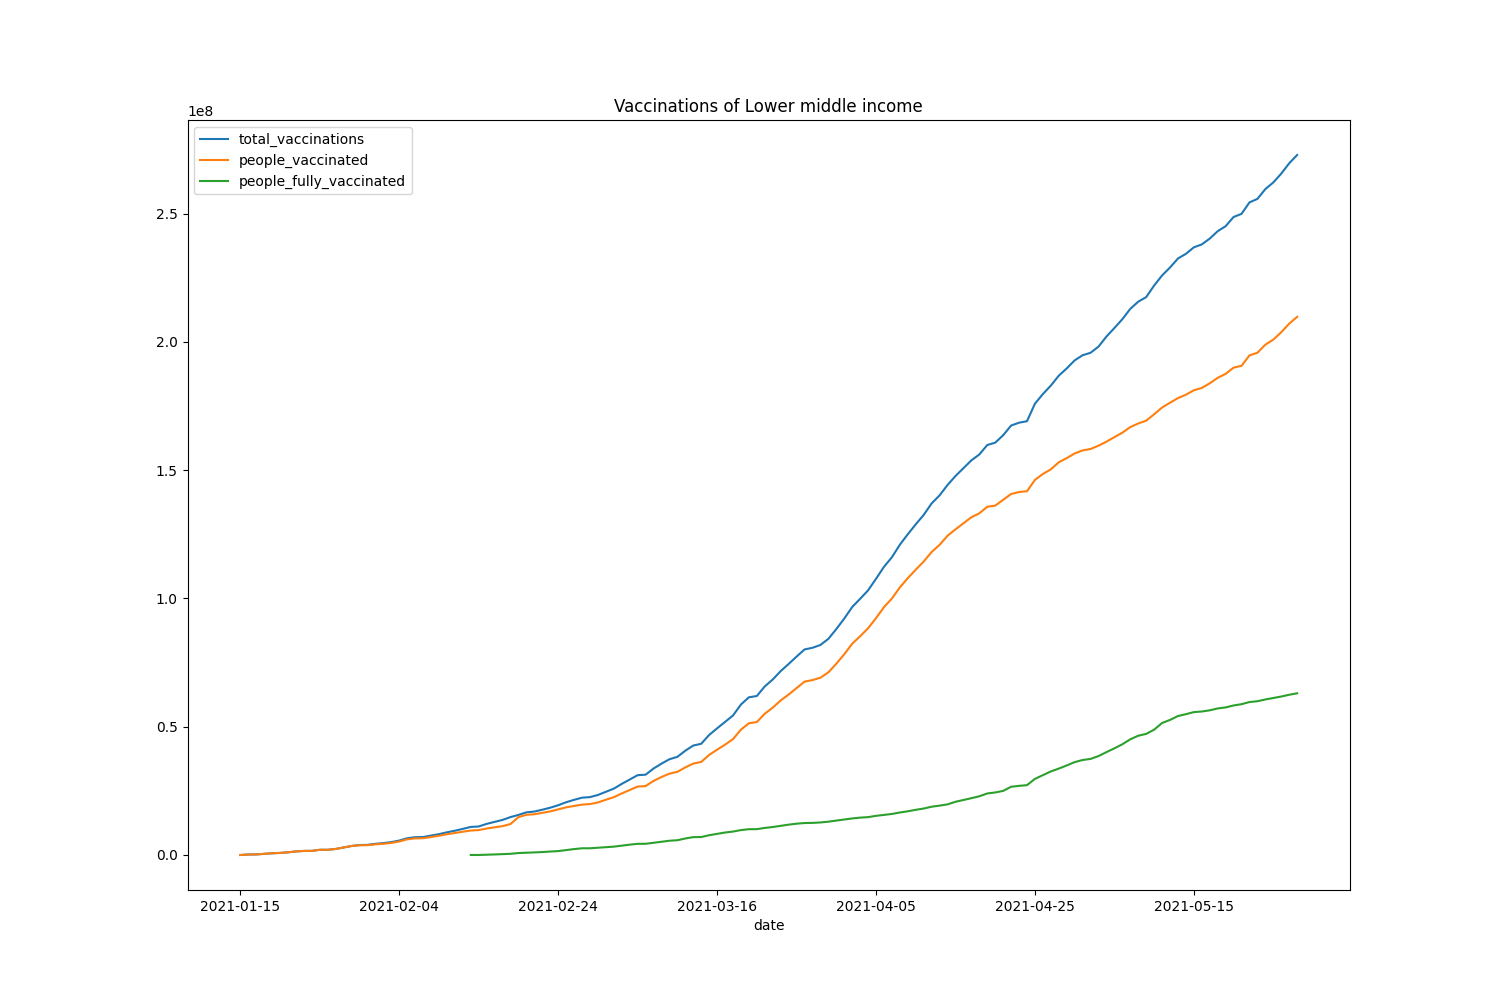 Vaccinations of Lower middle income
1e8
total_vaccinations
people_vaccinated
people_fully_vaccinated
2.5
2.0
1.5
1.0
0.5
0.0
2021-01-15 2021-02-04 2021-02-24 2021-03-16 2021-04-05 2021-04-25 2021-05-15
date